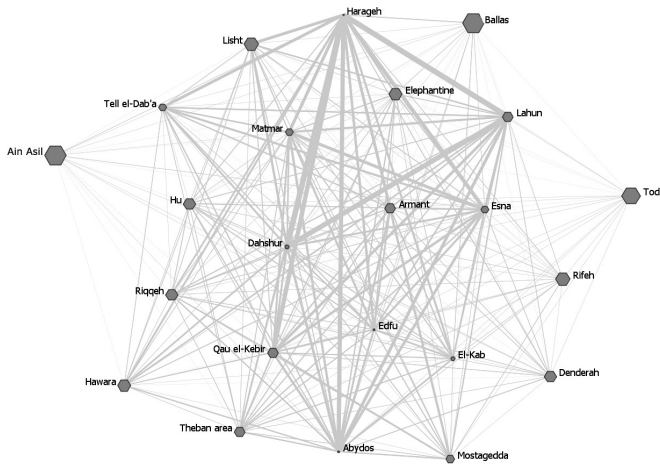 Harageh
Ballas
Lisht
Elephantine
Tell el-Dab'a
Lahun
Matmar
Ain Asil
Tod
Hu
Armant
Esna
Dahshur
Rifeh
Riqqeh
Edfu
Qau el-Kebir
El-Kab
Denderah
Hawara
Theban area
Abydos
Mostagedda